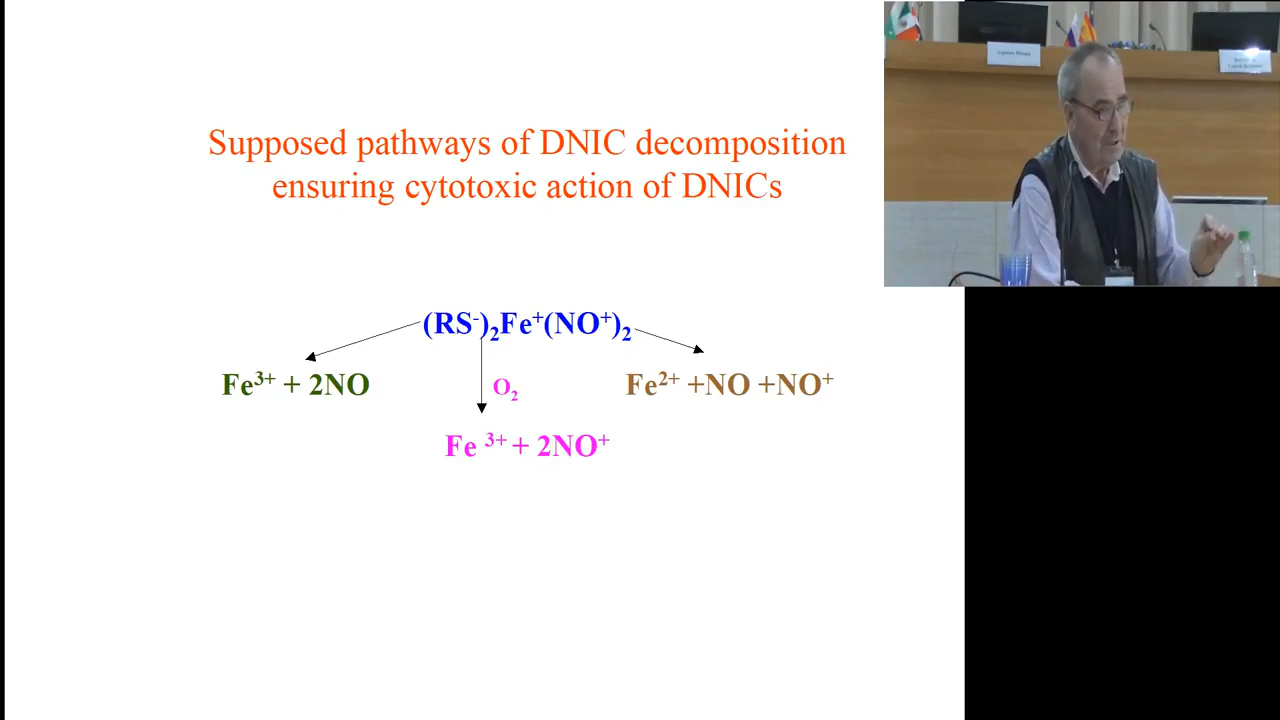 Supposed pathways of DNIC decomposition
ensuring cytotoxic action of DNICs
(RS⁻)₂Fe⁺(NO⁺)₂
Fe³⁺ + 2NO
O₂
Fe²⁺ +NO +NO⁺
Fe ³⁺ + 2NO⁺